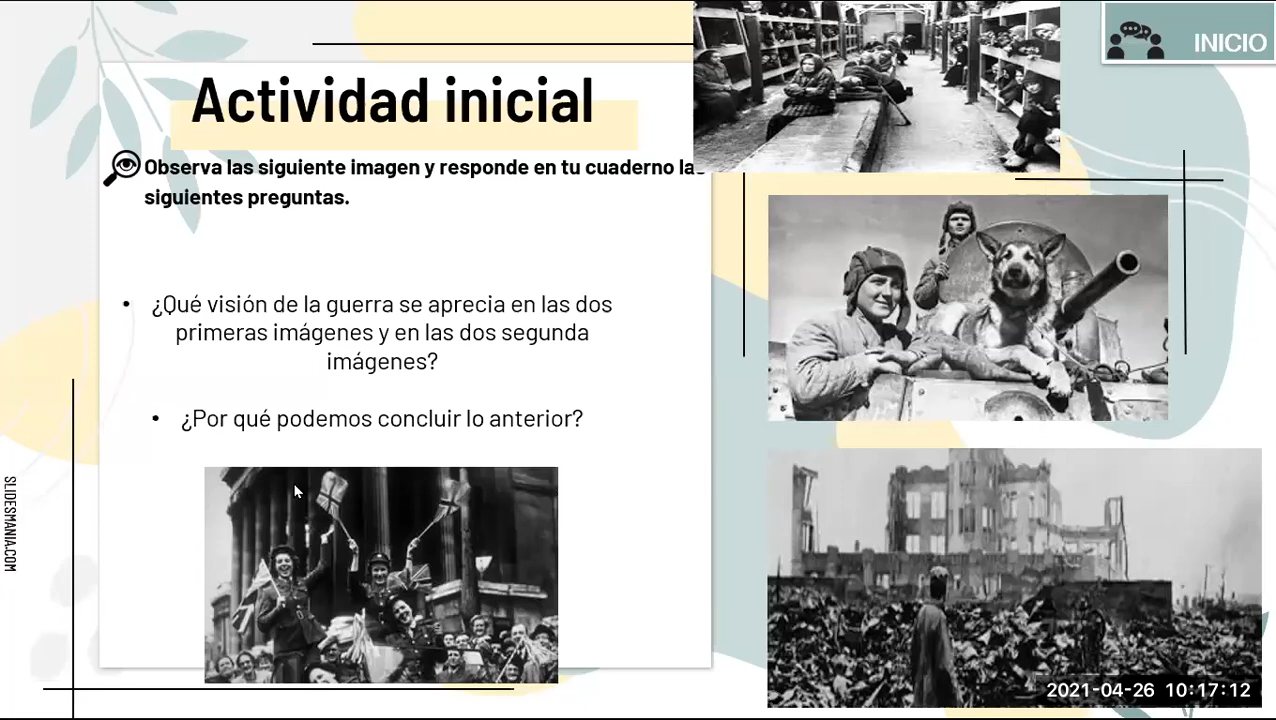 Actividad inicial
INICIO
Observa las siguiente imagen y responde en tu cuaderno las
siguientes preguntas.
• ¿Qué visión de la guerra se aprecia en las dos
primeras imágenes y en las dos segunda
imágenes?
• ¿Por qué podemos concluir lo anterior?
SLIDESMANIA.COM
2021-04-26 10:17:12